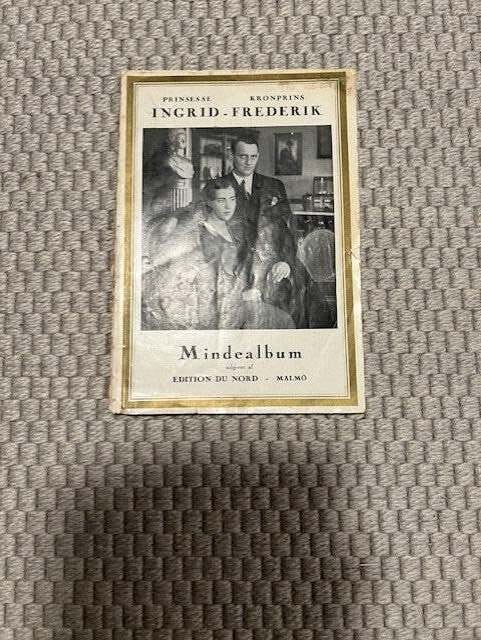 PRINSESSE KRONPRINS
INGRID - FREDERIK
Mindealbum
udgivet af
EDITION DU NORD - MALMÖ